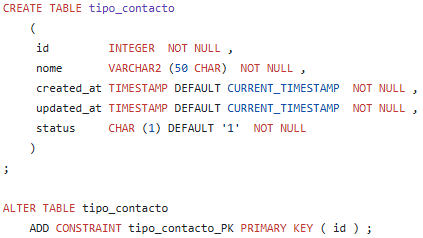 CREATE TABLE tipo_contacto
(
id INTEGER NOT NULL ,
nome VARCHAR2 (50 CHAR) NOT NULL ,
created_at TIMESTAMP DEFAULT CURRENT_TIMESTAMP NOT NULL ,
updated_at TIMESTAMP DEFAULT CURRENT_TIMESTAMP NOT NULL ,
status CHAR (1) DEFAULT '1' NOT NULL
)
;
ALTER TABLE tipo_contacto
ADD CONSTRAINT tipo_contacto_PK PRIMARY KEY ( id ) ;